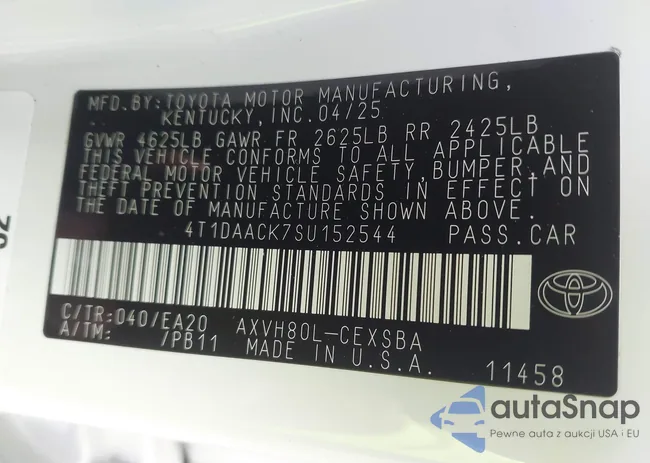 MFD.BY:TOYOTA MOTOR MANUFACTURING,
KENTUCKY,INC.04/25
GVWR 4625LB GAWR FR 2625LB RR 2425LB
THIS VEHICLE CONFORMS TO ALL APPLICABLE
FEDERAL MOTOR VEHICLE SAFETY,BUMPER,AND
THEFT PREVENTION STANDARDS IN EFFECT ON
THE DATE OF MANUFACTURE SHOWN ABOVE.
4T1DAACK7SU152544 PASS.CAR
C/TR:040/EA20 AXVH80L-CEXSBA
A/TM: /PB11 MADE IN U.S.A.
11458
autaSnap
Pewne auta z aukcji USA i EU